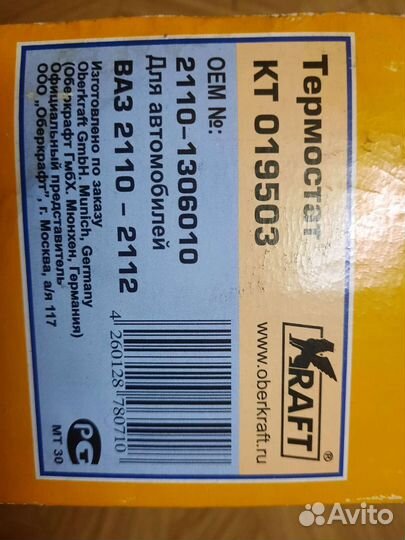 Термостат
KT 019503
KRAFT
®
www.oberkraft.ru
OEM №:
2110-1306010
Для автомобилей
ВАЗ 2110 - 2112
4 260128 780710
Изготовлено по заказу
Oberkraft GmbH. Munich, Germany
(Оберкрафт ГмбХ. Мюнхен, Германия)
Официальный представитель
ООО „Оберкрафт", г. Москва, а/я 117
РСТ
МТ 30
Avito